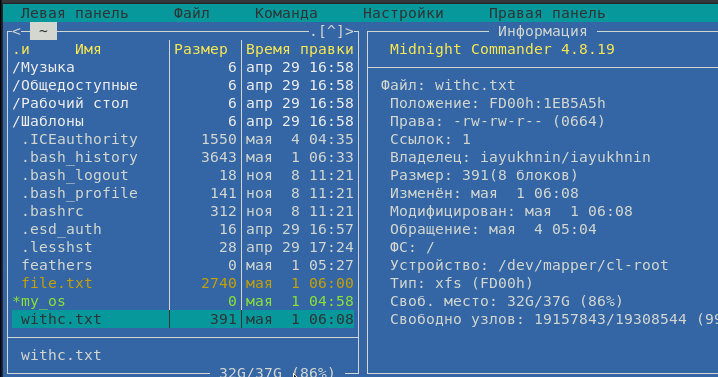 Левая панель Файл Команда Настройки Правая панель
< ~ .[^]>
.и Имя Размер Время правки
/Музыка 6 апр 29 16:58
/Общедоступные 6 апр 29 16:58
/Рабочий стол 6 апр 29 16:58
/Шаблоны 6 апр 29 16:58
.ICEauthority 1550 мая 4 04:35
.bash_history 3643 мая 1 06:33
.bash_logout 18 ноя 8 11:21
.bash_profile 141 ноя 8 11:21
.bashrc 312 ноя 8 11:21
.esd_auth 16 апр 29 16:57
.lesshst 28 апр 29 17:24
feathers 0 мая 1 05:27
file.txt 2740 мая 1 06:00
*my_os 0 мая 1 04:58
withc.txt 391 мая 1 06:08
withc.txt
32G/37G (86%)
Информация
Midnight Commander 4.8.19
Файл: withc.txt
Положение: FD00h:1EB5A5h
Права: -rw-rw-r-- (0664)
Ссылок: 1
Владелец: iayukhnin/iayukhnin
Размер: 391(8 блоков)
Изменён: мая 1 06:08
Модифицирован: мая 1 06:08
Обращение: мая 4 05:04
ФС: /
Устройство: /dev/mapper/cl-root
Тип: xfs (FD00h)
Своб. место: 32G/37G (86%)
Свободно узлов: 19157843/19308544 (99